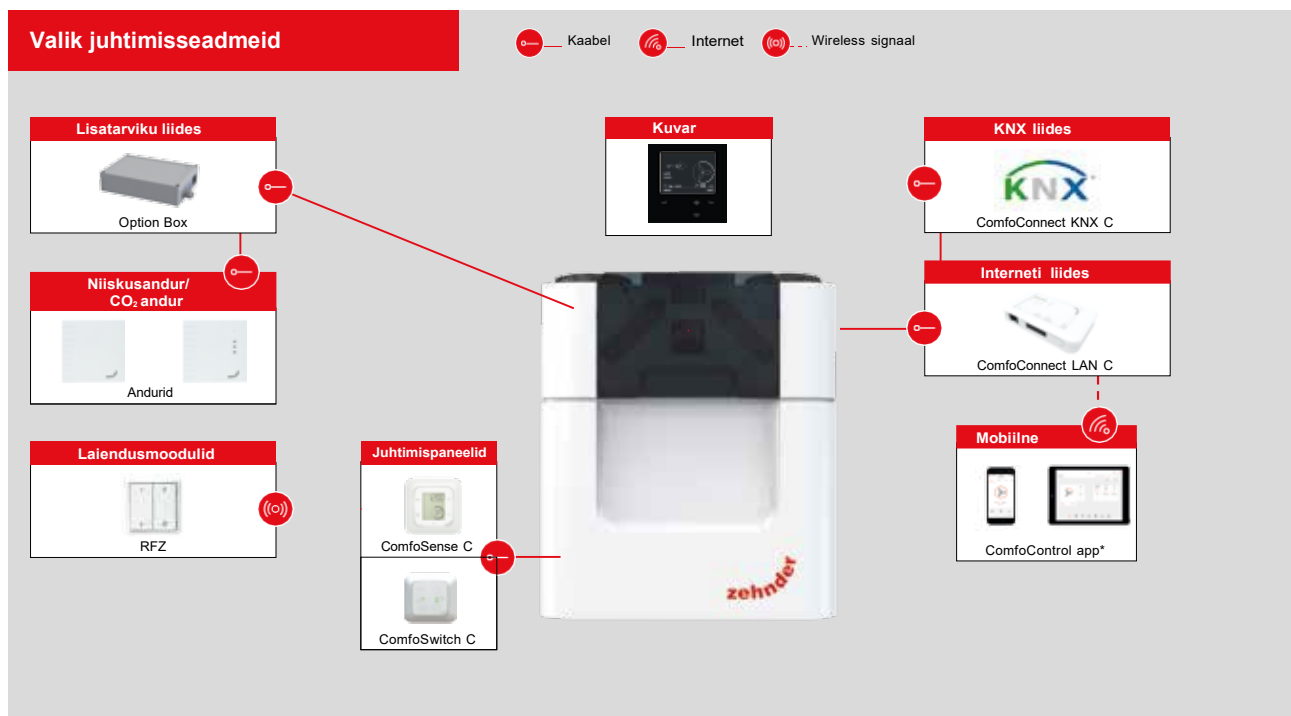 Valik juhtimisseadmeid
Kaabel
Internet
Wireless signaal
Lisatarviku liides
Option Box
Niiskusandur/
CO₂ andur
Andurid
Laiendusmoodulid
RFZ
Kuvar
Juhtimispaneelid
ComfoSense C
ComfoSwitch C
zehnder
KNX liides
KNX
ComfoConnect KNX C
Interneti liides
ComfoConnect LAN C
Mobiilne
ComfoControl app*